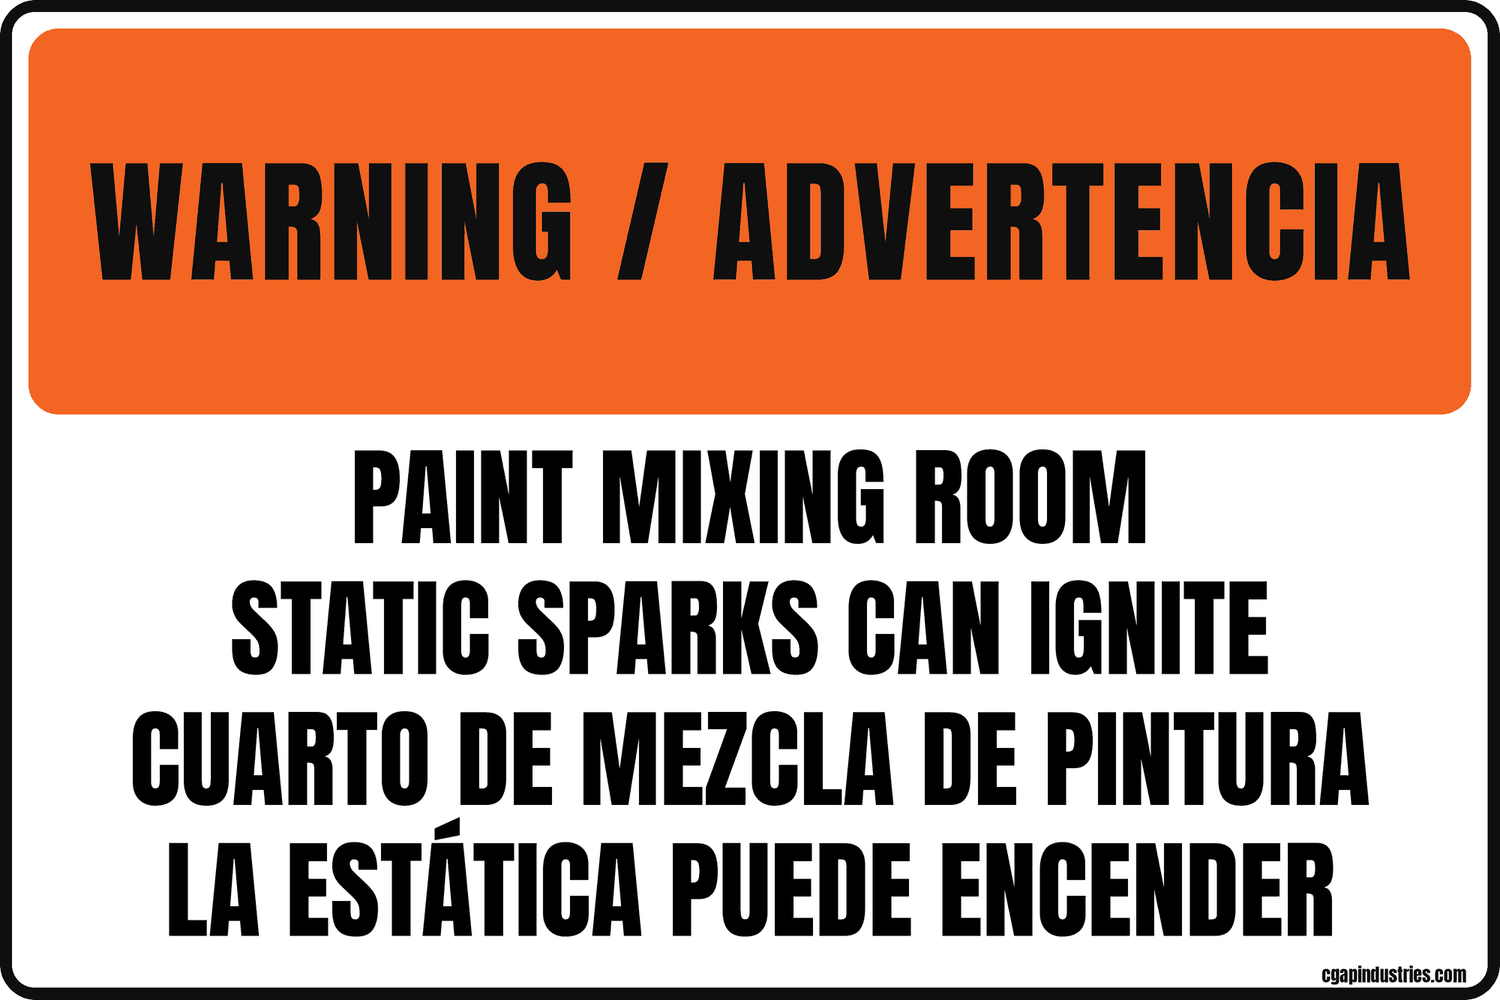 WARNING / ADVERTENCIA
PAINT MIXING ROOM
STATIC SPARKS CAN IGNITE
CUARTO DE MEZCLA DE PINTURA
LA ESTÁTICA PUEDE ENCENDER
cgapindustries.com